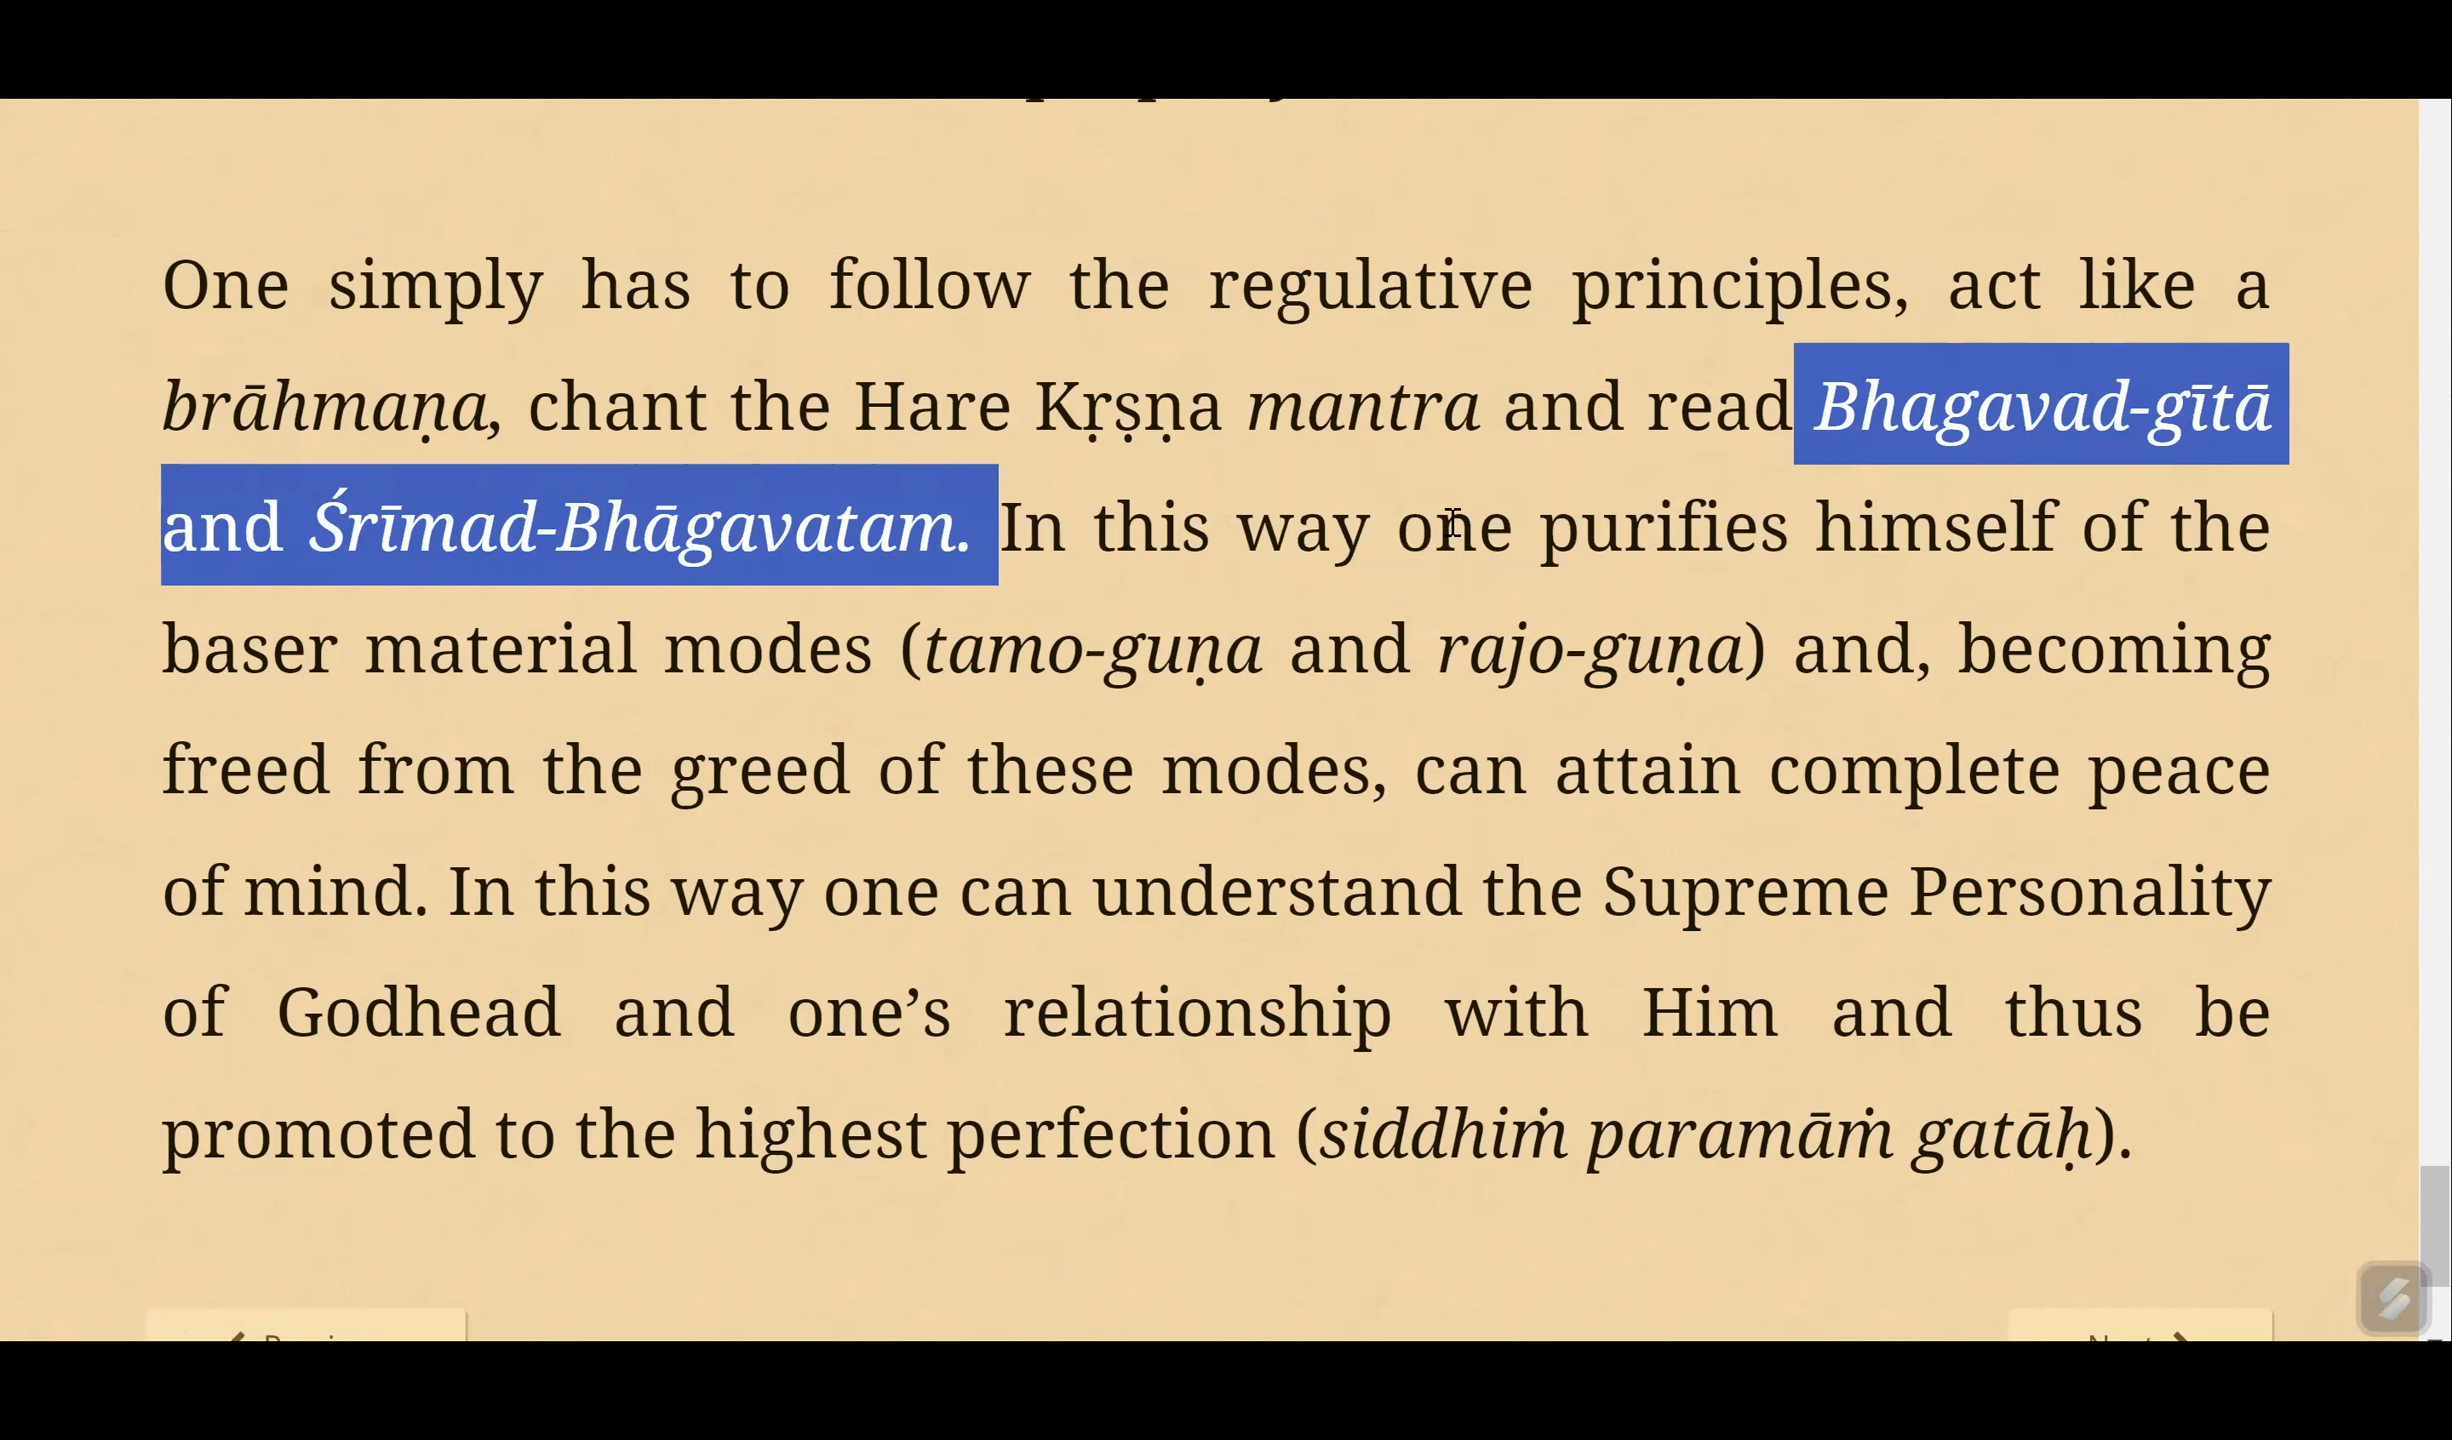 One simply has to follow the regulative principles, act like a
brāhmaṇa, chant the Hare Kṛṣṇa mantra and read Bhagavad-gītā
and Śrīmad-Bhāgavatam. In this way one purifies himself of the
baser material modes (tamo-guṇa and rajo-guṇa) and, becoming
freed from the greed of these modes, can attain complete peace
of mind. In this way one can understand the Supreme Personality
of Godhead and one’s relationship with Him and thus be
promoted to the highest perfection (siddhiṁ paramāṁ gatāḥ).